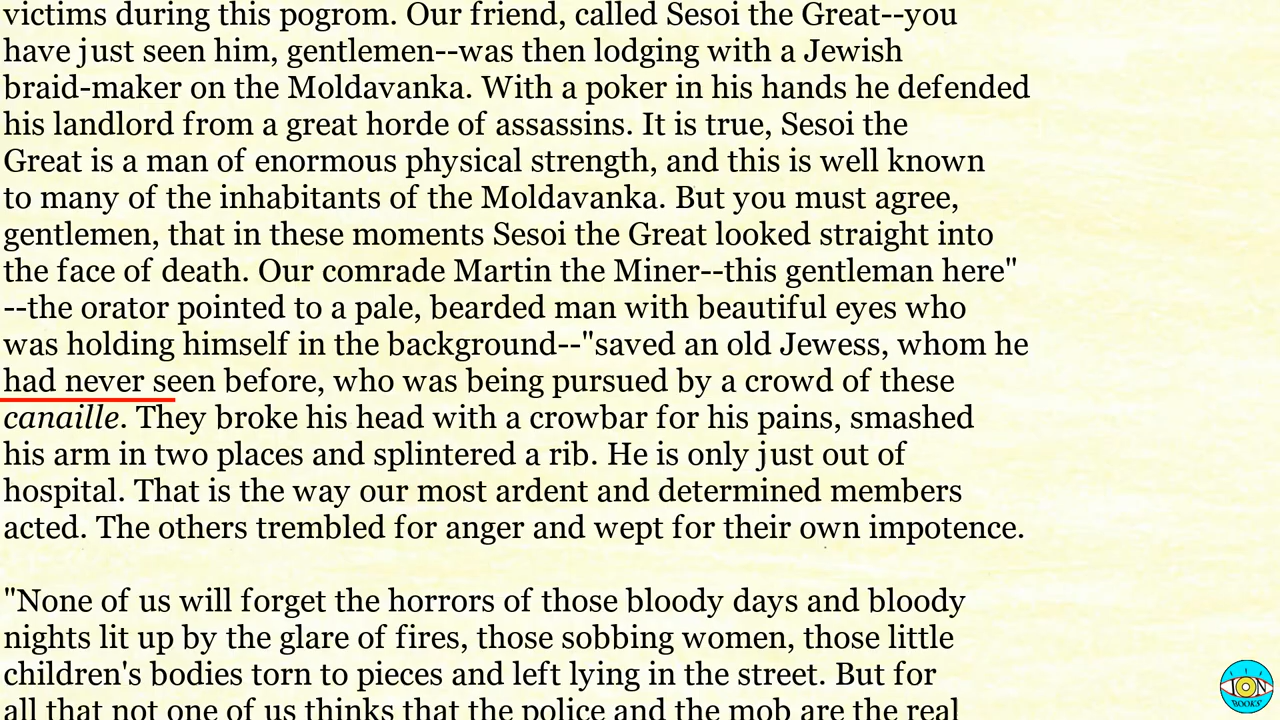 victims during this pogrom. Our friend, called Sesoi the Great--you
have just seen him, gentlemen--was then lodging with a Jewish
braid-maker on the Moldavanka. With a poker in his hands he defended
his landlord from a great horde of assassins. It is true, Sesoi the
Great is a man of enormous physical strength, and this is well known
to many of the inhabitants of the Moldavanka. But you must agree,
gentlemen, that in these moments Sesoi the Great looked straight into
the face of death. Our comrade Martin the Miner--this gentleman here"
--the orator pointed to a pale, bearded man with beautiful eyes who
was holding himself in the background--"saved an old Jewess, whom he
had never seen before, who was being pursued by a crowd of these
canaille. They broke his head with a crowbar for his pains, smashed
his arm in two places and splintered a rib. He is only just out of
hospital. That is the way our most ardent and determined members
acted. The others trembled for anger and wept for their own impotence.
"None of us will forget the horrors of those bloody days and bloody
nights lit up by the glare of fires, those sobbing women, those little
children's bodies torn to pieces and left lying in the street. But for
all that not one of us thinks that the police and the mob are the real
ION
BOOKS